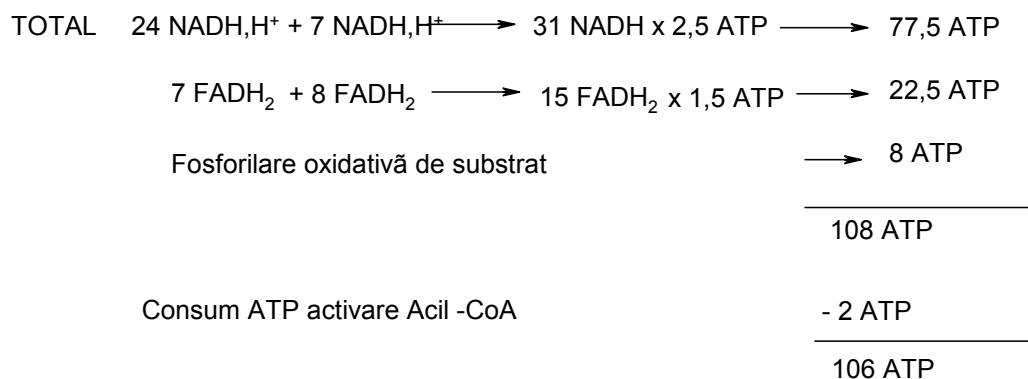 TOTAL 24 NADH,H⁺ + 7 NADH,H⁺ ⟶ 31 NADH x 2,5 ATP ⟶ 77,5 ATP
7 FADH₂ + 8 FADH₂ ⟶ 15 FADH₂ x 1,5 ATP ⟶ 22,5 ATP
Fosforilare oxidativã de substrat ⟶ 8 ATP
108 ATP
Consum ATP activare Acil -CoA - 2 ATP
106 ATP